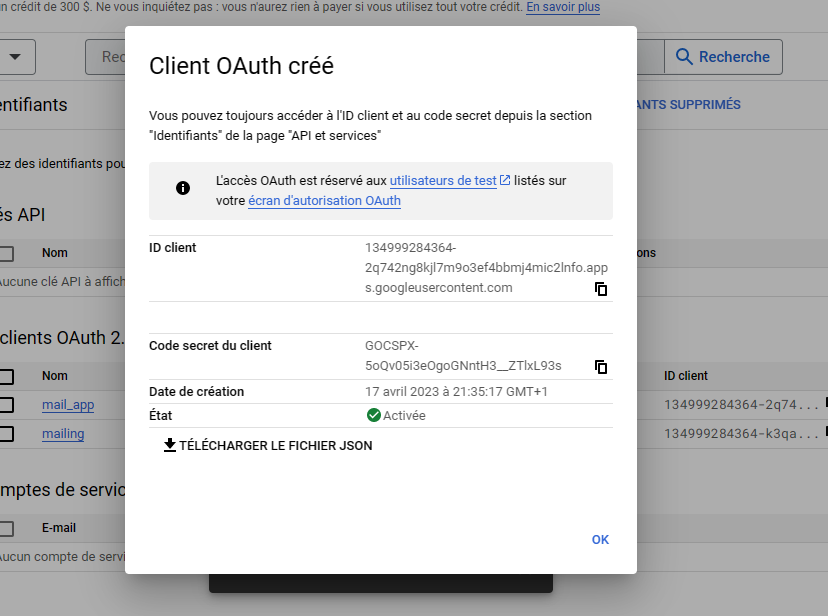 n crédit de 300 $. Ne vous inquiétez pas : vous n'aurez rien à payer si vous utilisez tout votre crédit. En savoir plus
Client OAuth créé
Rec
Recherche
entifiants
ANTS SUPPRIMÉS
Vous pouvez toujours accéder à l'ID client et au code secret depuis la section
"Identifiants" de la page "API et services"
ez des identifiants pou
L'accès OAuth est réservé aux utilisateurs de test listés sur
votre écran d'autorisation OAuth
és API
ID client
134999284364-
2q742ng8kjl7m9o3ef4bbmj4mic2lnfo.app
s.googleusercontent.com
Nom
ons
Aucune clé API à affich
clients OAuth 2.
Code secret du client
GOCSPX-
5oQv05i3eOgoGNntH3__ZTlxL93s
Nom
ID client
Date de création
17 avril 2023 à 21:35:17 GMT+1
mail_app
134999284364-2q74...
État
Activée
mailing
134999284364-k3qa...
TÉLÉCHARGER LE FICHIER JSON
mptes de servic
E-mail
OK
Aucun compte de servi